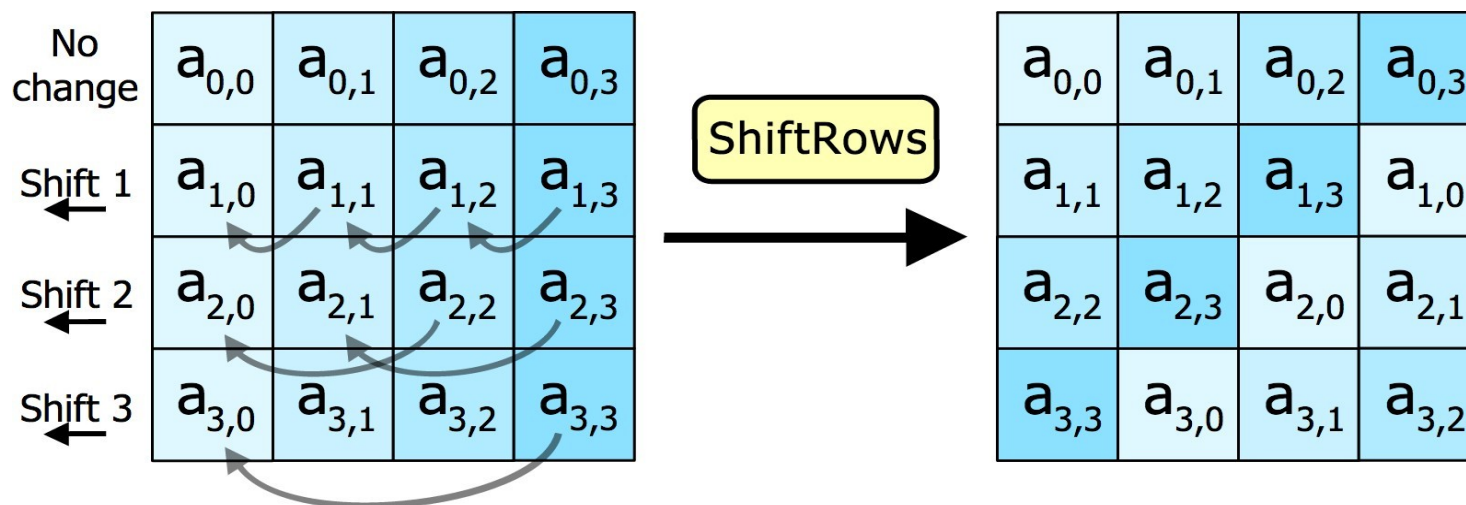 No
change
a0,0 a0,1 a0,2 a0,3
ShiftRows
a0,0 a0,1 a0,2 a0,3
Shift 1
a1,0 a1,1 a1,2 a1,3
a1,1 a1,2 a1,3 a1,0
Shift 2
a2,0 a2,1 a2,2 a2,3
a2,2 a2,3 a2,0 a2,1
Shift 3
a3,0 a3,1 a3,2 a3,3
a3,3 a3,0 a3,1 a3,2